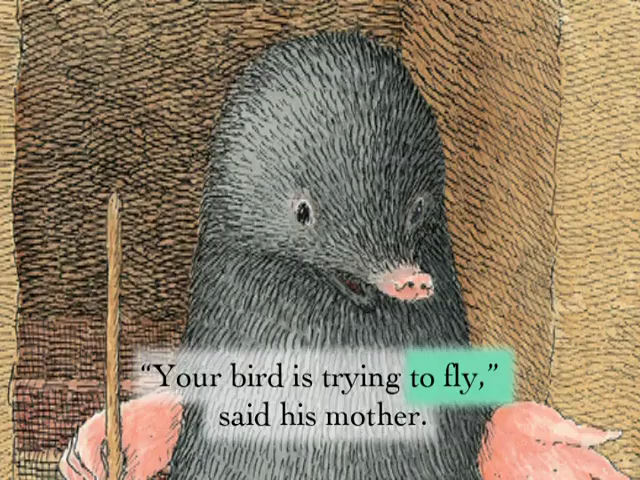 “Your bird is trying to fly,”
said his mother.